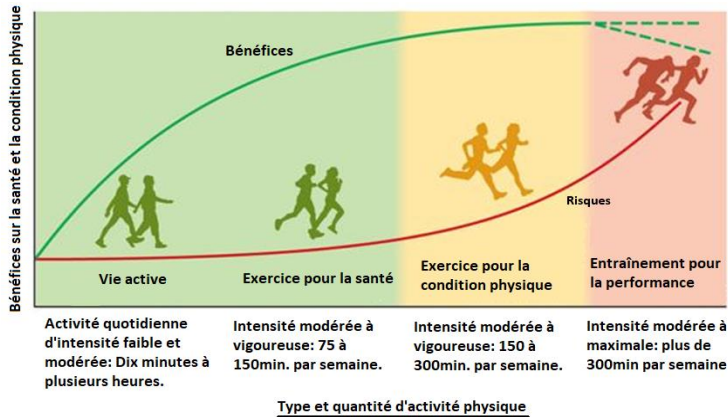 Bénéfices sur la santé et la condition physique
Bénéfices
Risques
Vie active
Exercice pour la santé
Exercice pour la
condition physique
Entraînement pour
la performance
Activité quotidienne
d'intensité faible et
modérée: Dix minutes à
plusieurs heures.
Intensité modérée à
vigoureuse: 75 à
150min. par semaine.
Intensité modérée à
vigoureuse: 150 à
300min. par semaine.
Intensité modérée à
maximale: plus de
300min par semaine
Type et quantité d'activité physique